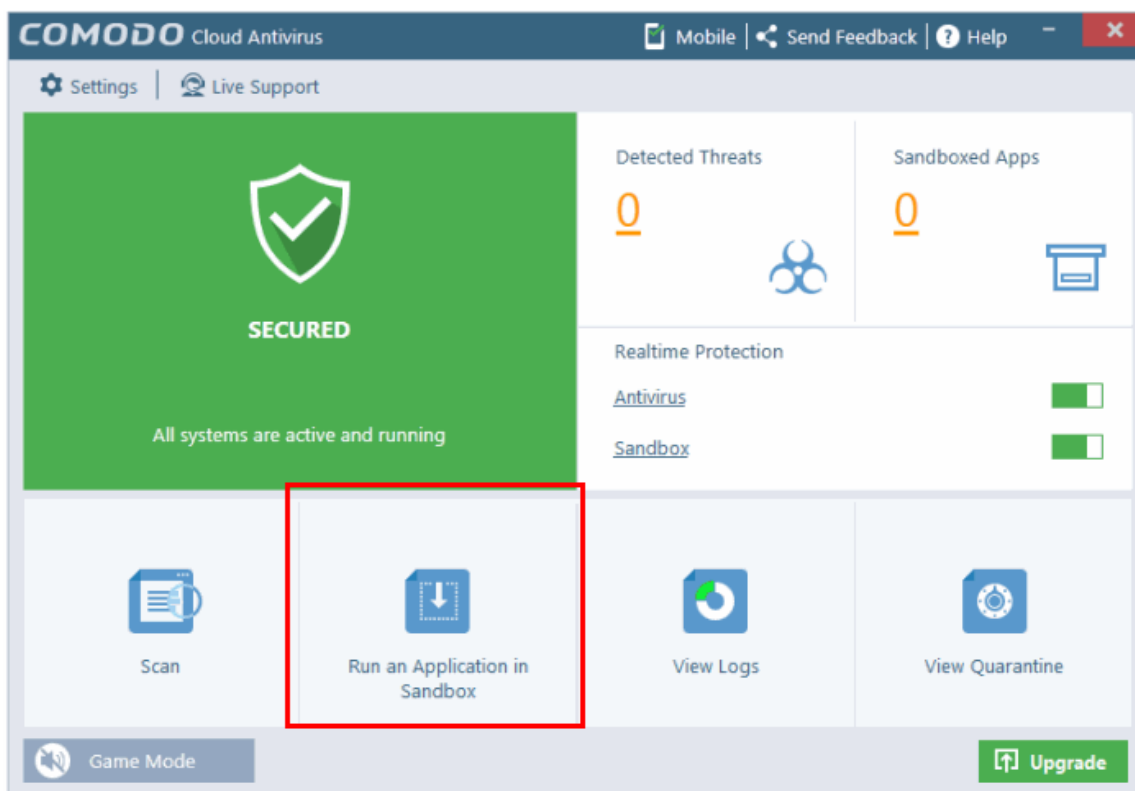 COMODO Cloud Antivirus
Mobile
Send Feedback
Help
Settings
Live Support
SECURED
All systems are active and running
Detected Threats
0
Sandboxed Apps
0
Realtime Protection
Antivirus
Sandbox
Scan
Run an Application in
Sandbox
View Logs
View Quarantine
Game Mode
Upgrade